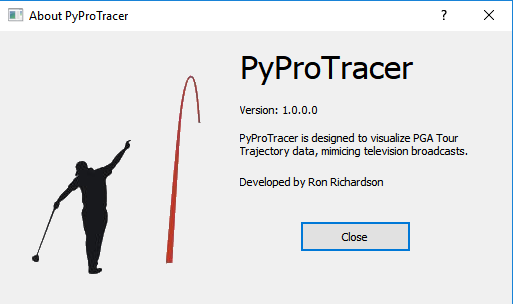 About PyProTracer
?
PyProTracer
Version: 1.0.0.0
PyProTracer is designed to visualize PGA Tour
Trajectory data, mimicing television broadcasts.
Developed by Ron Richardson
Close